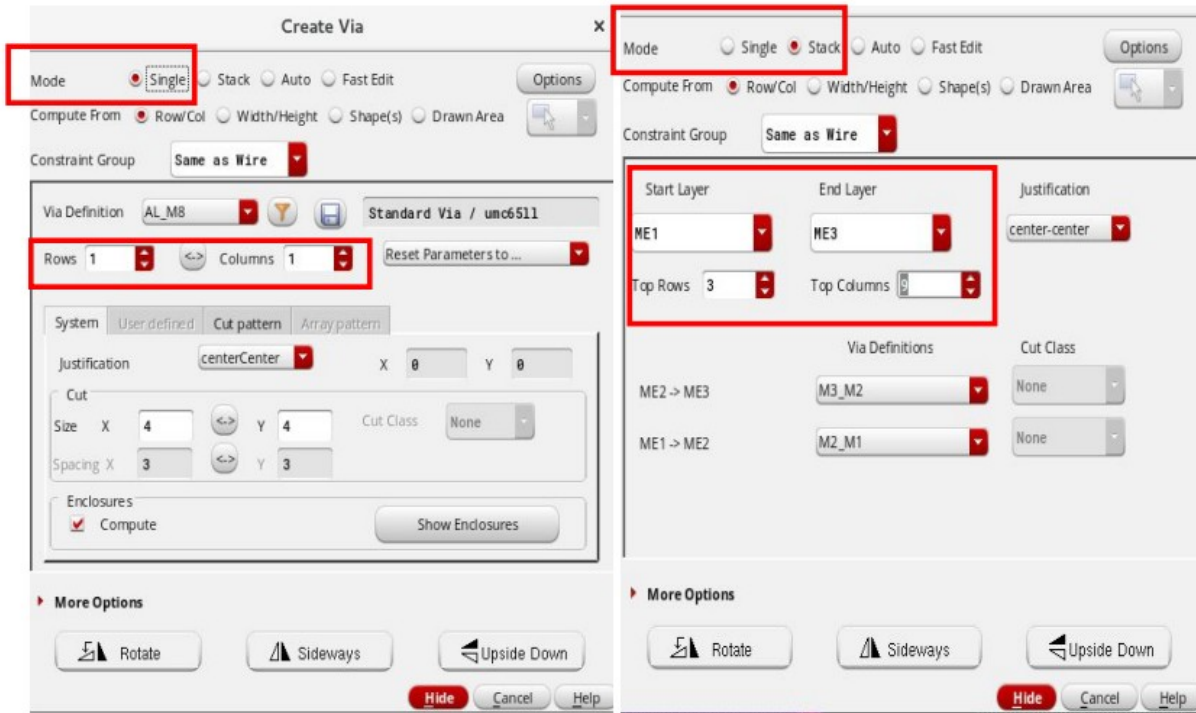 Create Via x
Mode Single Stack Auto Fast Edit Options
Compute From Row/Col Width/Height Shape(s) Drawn Area
Constraint Group Same as Wire
Via Definition AL_M8 Standard Via / umc65ll
Rows 1 <-> Columns 1 Reset Parameters to ...
System User defined Cut pattern Array pattern
Justification centerCenter X 0 Y 0
Cut
Size X 4 <-> Y 4 Cut Class None
Spacing X 3 <-> Y 3
Enclosures
Compute Show Enclosures
More Options
Rotate Sideways Upside Down
Hide Cancel Help
Mode Single Stack Auto Fast Edit Options
Compute From Row/Col Width/Height Shape(s) Drawn Area
Constraint Group Same as Wire
Start Layer End Layer Justification
ME1 ME3 center-center
Top Rows 3 Top Columns 9
Via Definitions Cut Class
ME2 -> ME3 M3_M2 None
ME1 -> ME2 M2_M1 None
More Options
Rotate Sideways Upside Down
Hide Cancel Help